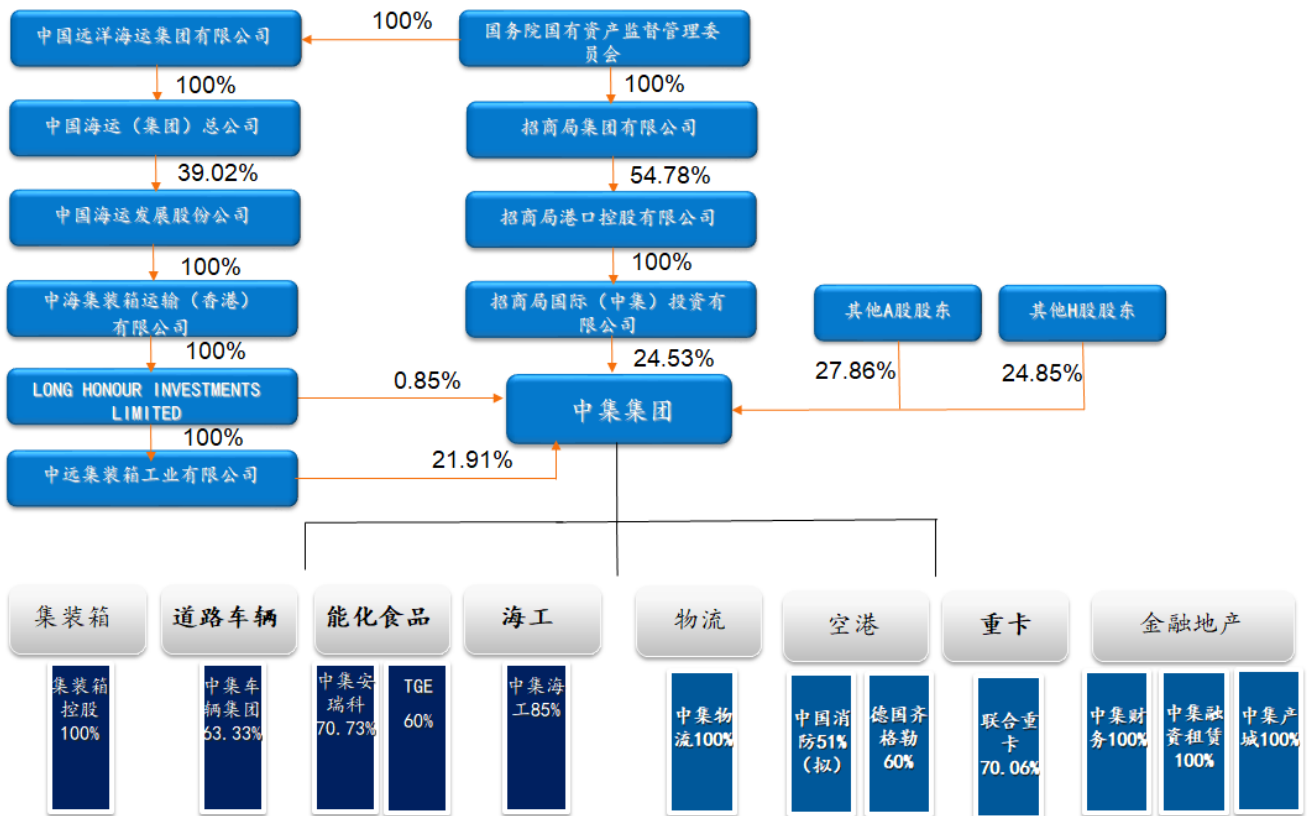 中国远洋海运集团有限公司
100%
国务院国有资产监督管理委
员会
100%
100%
中国海运（集团）总公司
招商局集团有限公司
39.02%
54.78%
中国海运发展股份公司
招商局港口控股有限公司
100%
100%
中海集装箱运输（香港）
有限公司
招商局国际（中集）投资有
限公司
其他A股股东
其他H股股东
100%
24.53%
27.86%
24.85%
LONG HONOUR INVESTMENTS
LIMITED
0.85%
中集集团
100%
中远集装箱工业有限公司
21.91%
集装箱
道路车辆
能化食品
海工
物流
空港
重卡
金融地产
集装箱
控股
100%
中集车
辆集团
63.33%
中集安
瑞科
70.73%
TGE
60%
中集海
工85%
中集物
流100%
中国消
防51%
（拟）
德国齐
格勒
60%
联合重
卡
70.06%
中集财
务100%
中集融
资租赁
100%
中集产
城100%